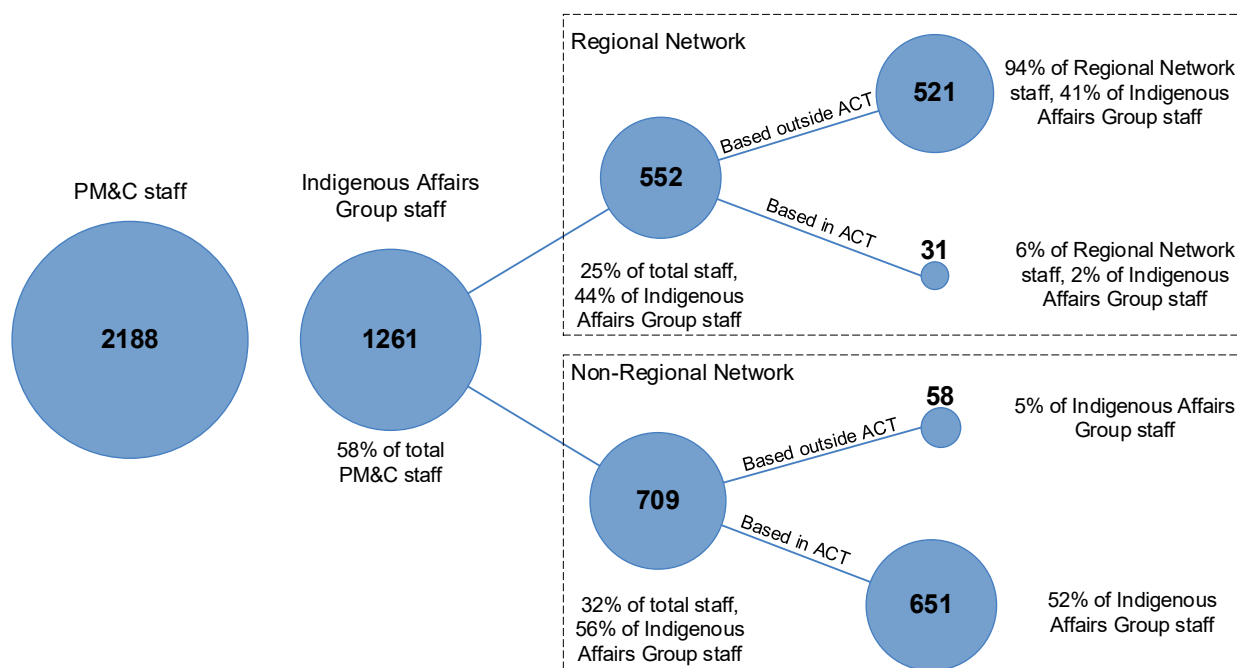 PM&C staff
2188
Indigenous Affairs
Group staff
1261
58% of total
PM&C staff
Regional Network
552
25% of total staff,
44% of Indigenous
Affairs Group staff
Based outside ACT
521
94% of Regional Network
staff, 41% of Indigenous
Affairs Group staff
Based in ACT
31
6% of Regional Network
staff, 2% of Indigenous
Affairs Group staff
Non-Regional Network
709
32% of total staff,
56% of Indigenous
Affairs Group staff
Based outside ACT
58
5% of Indigenous Affairs
Group staff
Based in ACT
651
52% of Indigenous
Affairs Group staff